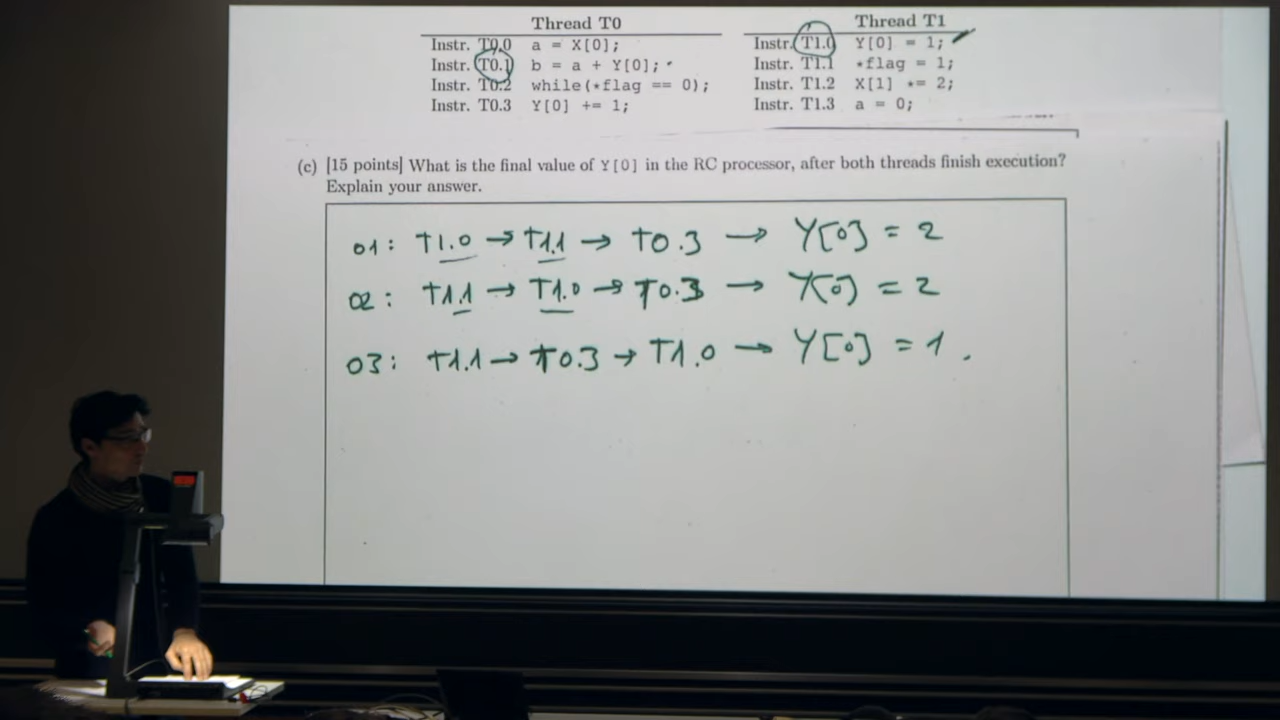 Thread T0 Thread T1
Instr. T0.0 a = X[0]; Instr. T1.0 Y[0] = 1;
Instr. T0.1 b = a + Y[0]; Instr. T1.1 *flag = 1;
Instr. T0.2 while(*flag == 0); Instr. T1.2 X[1] *= 2;
Instr. T0.3 Y[0] += 1; Instr. T1.3 a = 0;
(c) [15 points] What is the final value of Y[0] in the RC processor, after both threads finish execution?
Explain your answer.
01: T1.0 → T1.1 → T0.3 → Y[0] = 2
02: T1.1 → T1.0 → T0.3 → Y[0] = 2
03: T1.1 → T0.3 → T1.0 → Y[0] = 1.